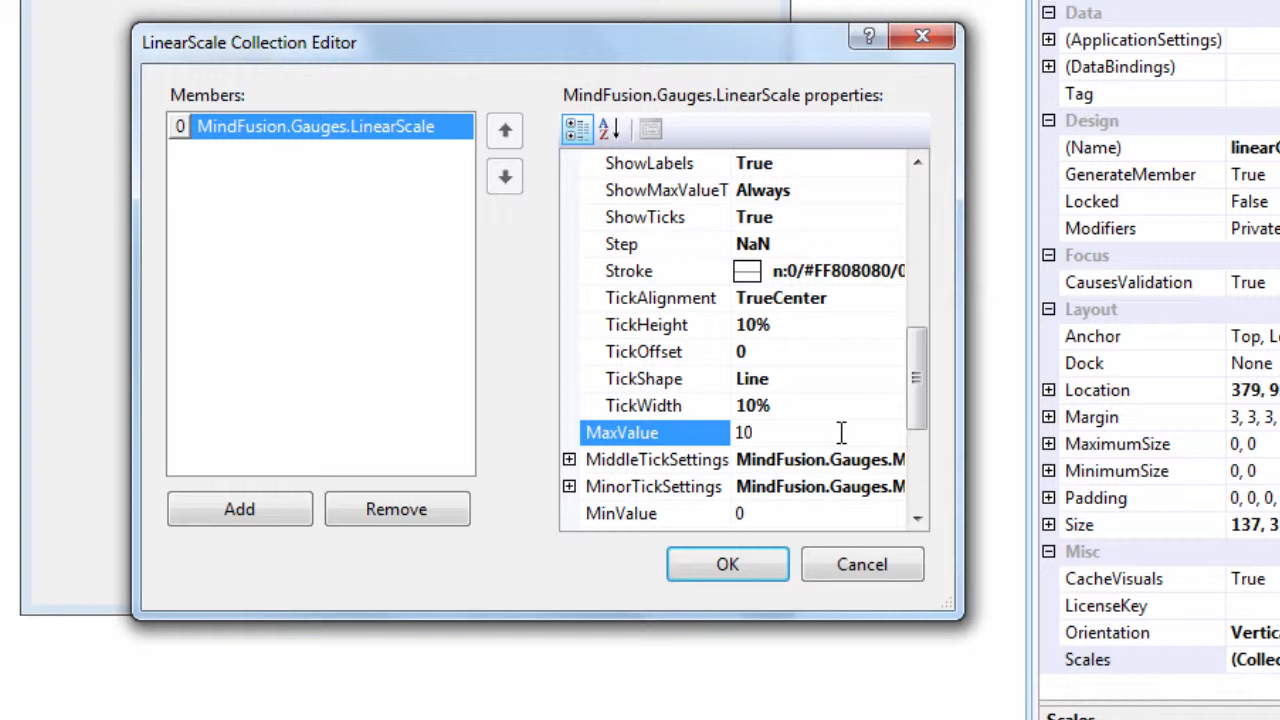 LinearScale Collection Editor
?
Members:
0 MindFusion.Gauges.LinearScale
Add
Remove
MindFusion.Gauges.LinearScale properties:
ShowLabels True
ShowMaxValueT Always
ShowTicks True
Step NaN
Stroke n:0/#FF808080/0
TickAlignment TrueCenter
TickHeight 10%
TickOffset 0
TickShape Line
TickWidth 10%
MaxValue 10
MiddleTickSettings MindFusion.Gauges.M
MinorTickSettings MindFusion.Gauges.M
MinValue 0
OK
Cancel
Data
(ApplicationSettings)
(DataBindings)
Tag
Design
(Name) linear
GenerateMember True
Locked False
Modifiers Private
Focus
CausesValidation True
Layout
Anchor Top, L
Dock None
Location 379, 9
Margin 3, 3, 3,
MaximumSize 0, 0
MinimumSize 0, 0
Padding 0, 0, 0,
Size 137, 3
Misc
CacheVisuals True
LicenseKey
Orientation Vertic
Scales (Collec
Scales